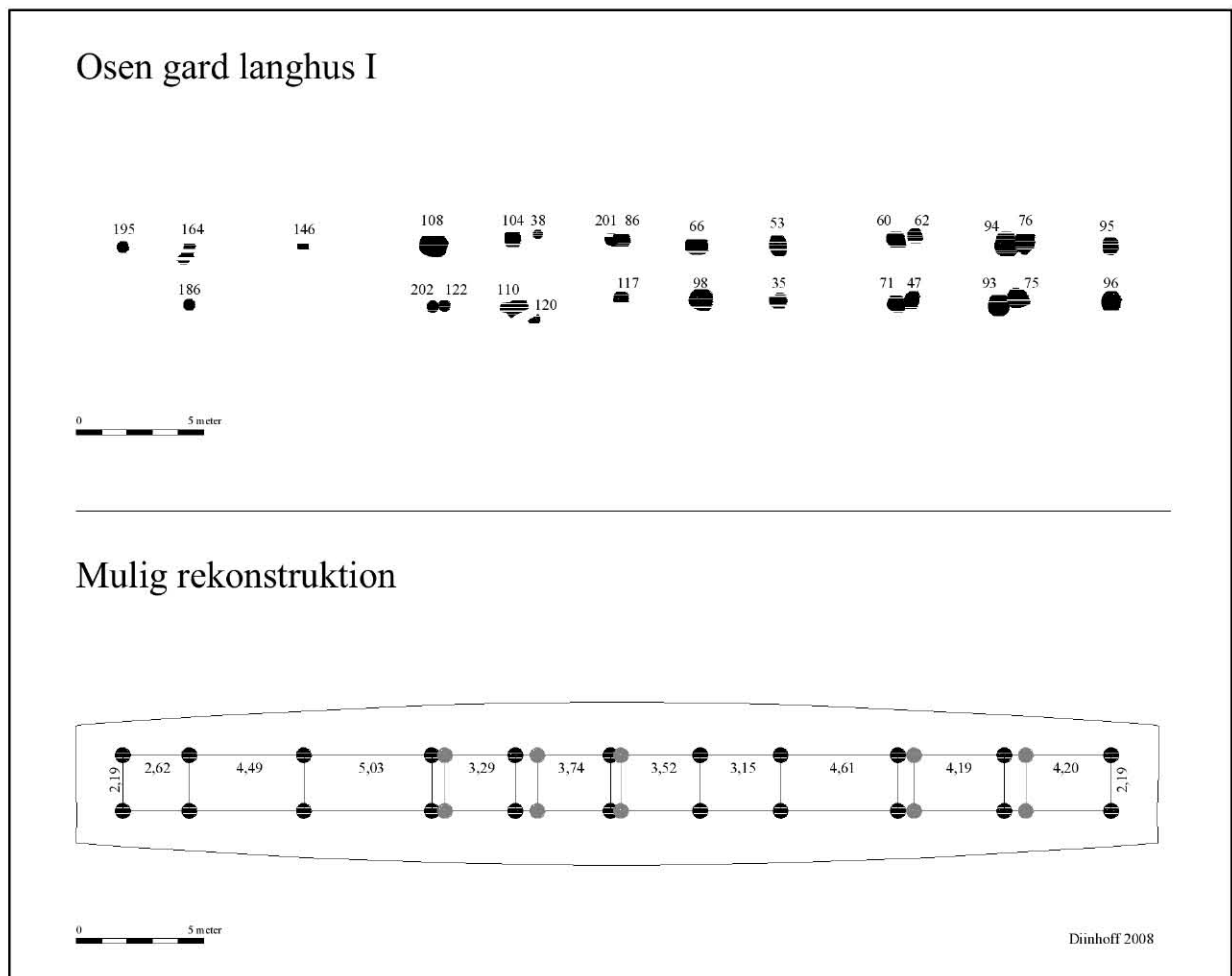 Osen gard langhus I
195 164 146 108 104 38 201 86 66 53 60 62 94 76 95
186 202 122 110 120 117 98 35 71 47 93 75 96
0 5 meter
Mulig rekonstruktion
2,19 2,62 4,49 5,03 3,29 3,74 3,52 3,15 4,61 4,19 4,20 2,19
0 5 meter
Diinhoff 2008